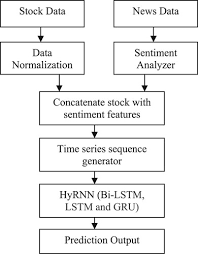 Stock Data
News Data
Data
Normalization
Sentiment
Analyzer
Concatenate stock with
sentiment features
Time series sequence
generator
HyRNN (Bi-LSTM,
LSTM and GRU)
Prediction Output